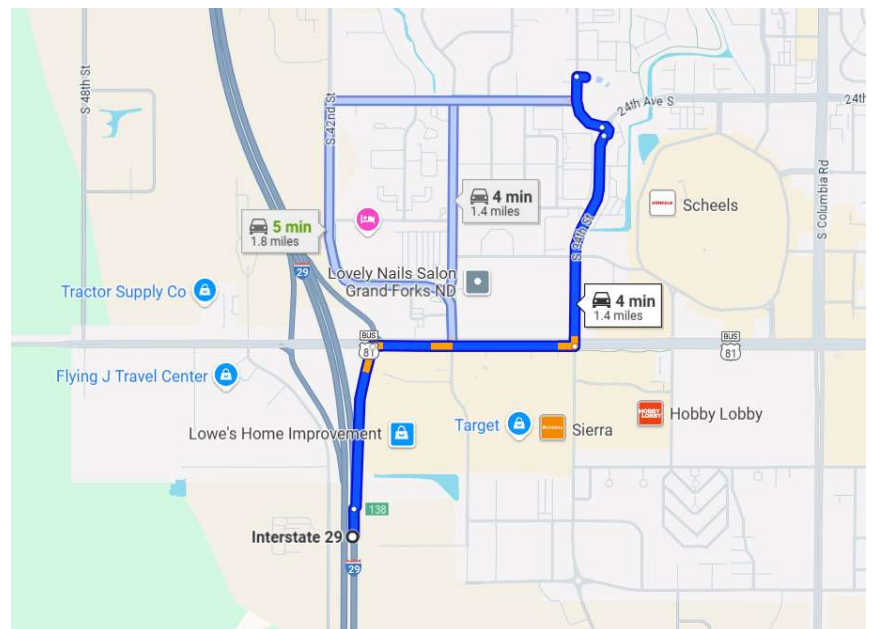 S 48th St
S 42nd St
24th Ave S
24th
S Columbia Rd
4 min
1.4 miles
Scheels
5 min
1.8 miles
S 34th St
29
Lovely Nails Salon
Grand Forks ND
Tractor Supply Co
4 min
1.4 miles
BUS
81
BUS
81
Flying J Travel Center
Lowe's Home Improvement
Target
Sierra
HOBBY
LOBBY
Hobby Lobby
138
Interstate 29
29